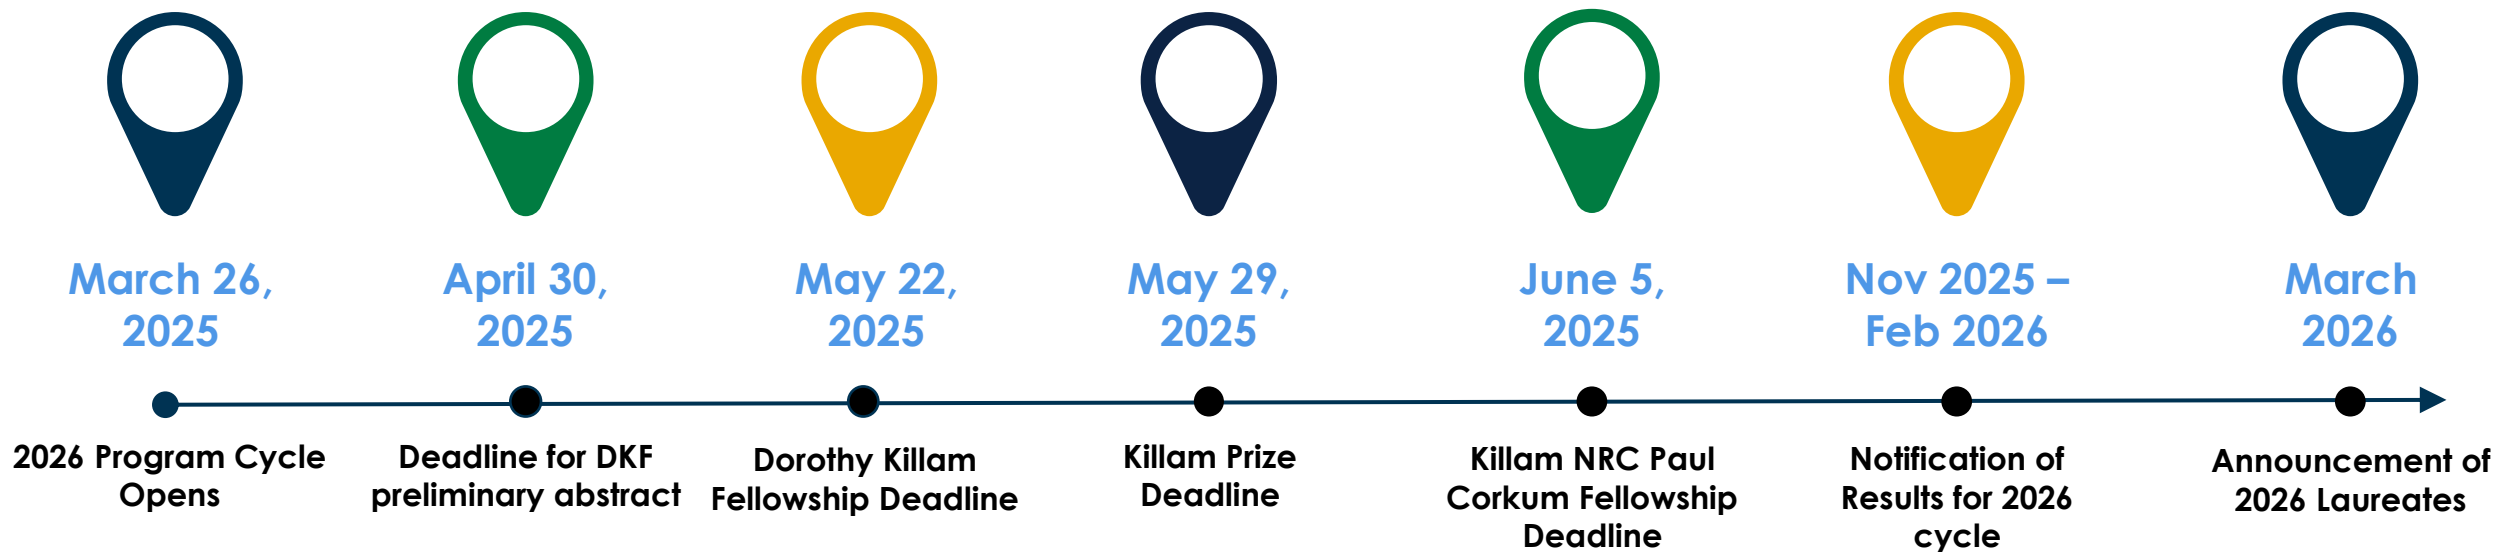 March 26,
2025
April 30,
2025
May 22,
2025
May 29,
2025
June 5,
2025
Nov 2025 –
Feb 2026
March
2026
2026 Program Cycle
Opens
Deadline for DKF
preliminary abstract
Dorothy Killam
Fellowship Deadline
Killam Prize
Deadline
Killam NRC Paul
Corkum Fellowship
Deadline
Notification of
Results for 2026
cycle
Announcement of
2026 Laureates